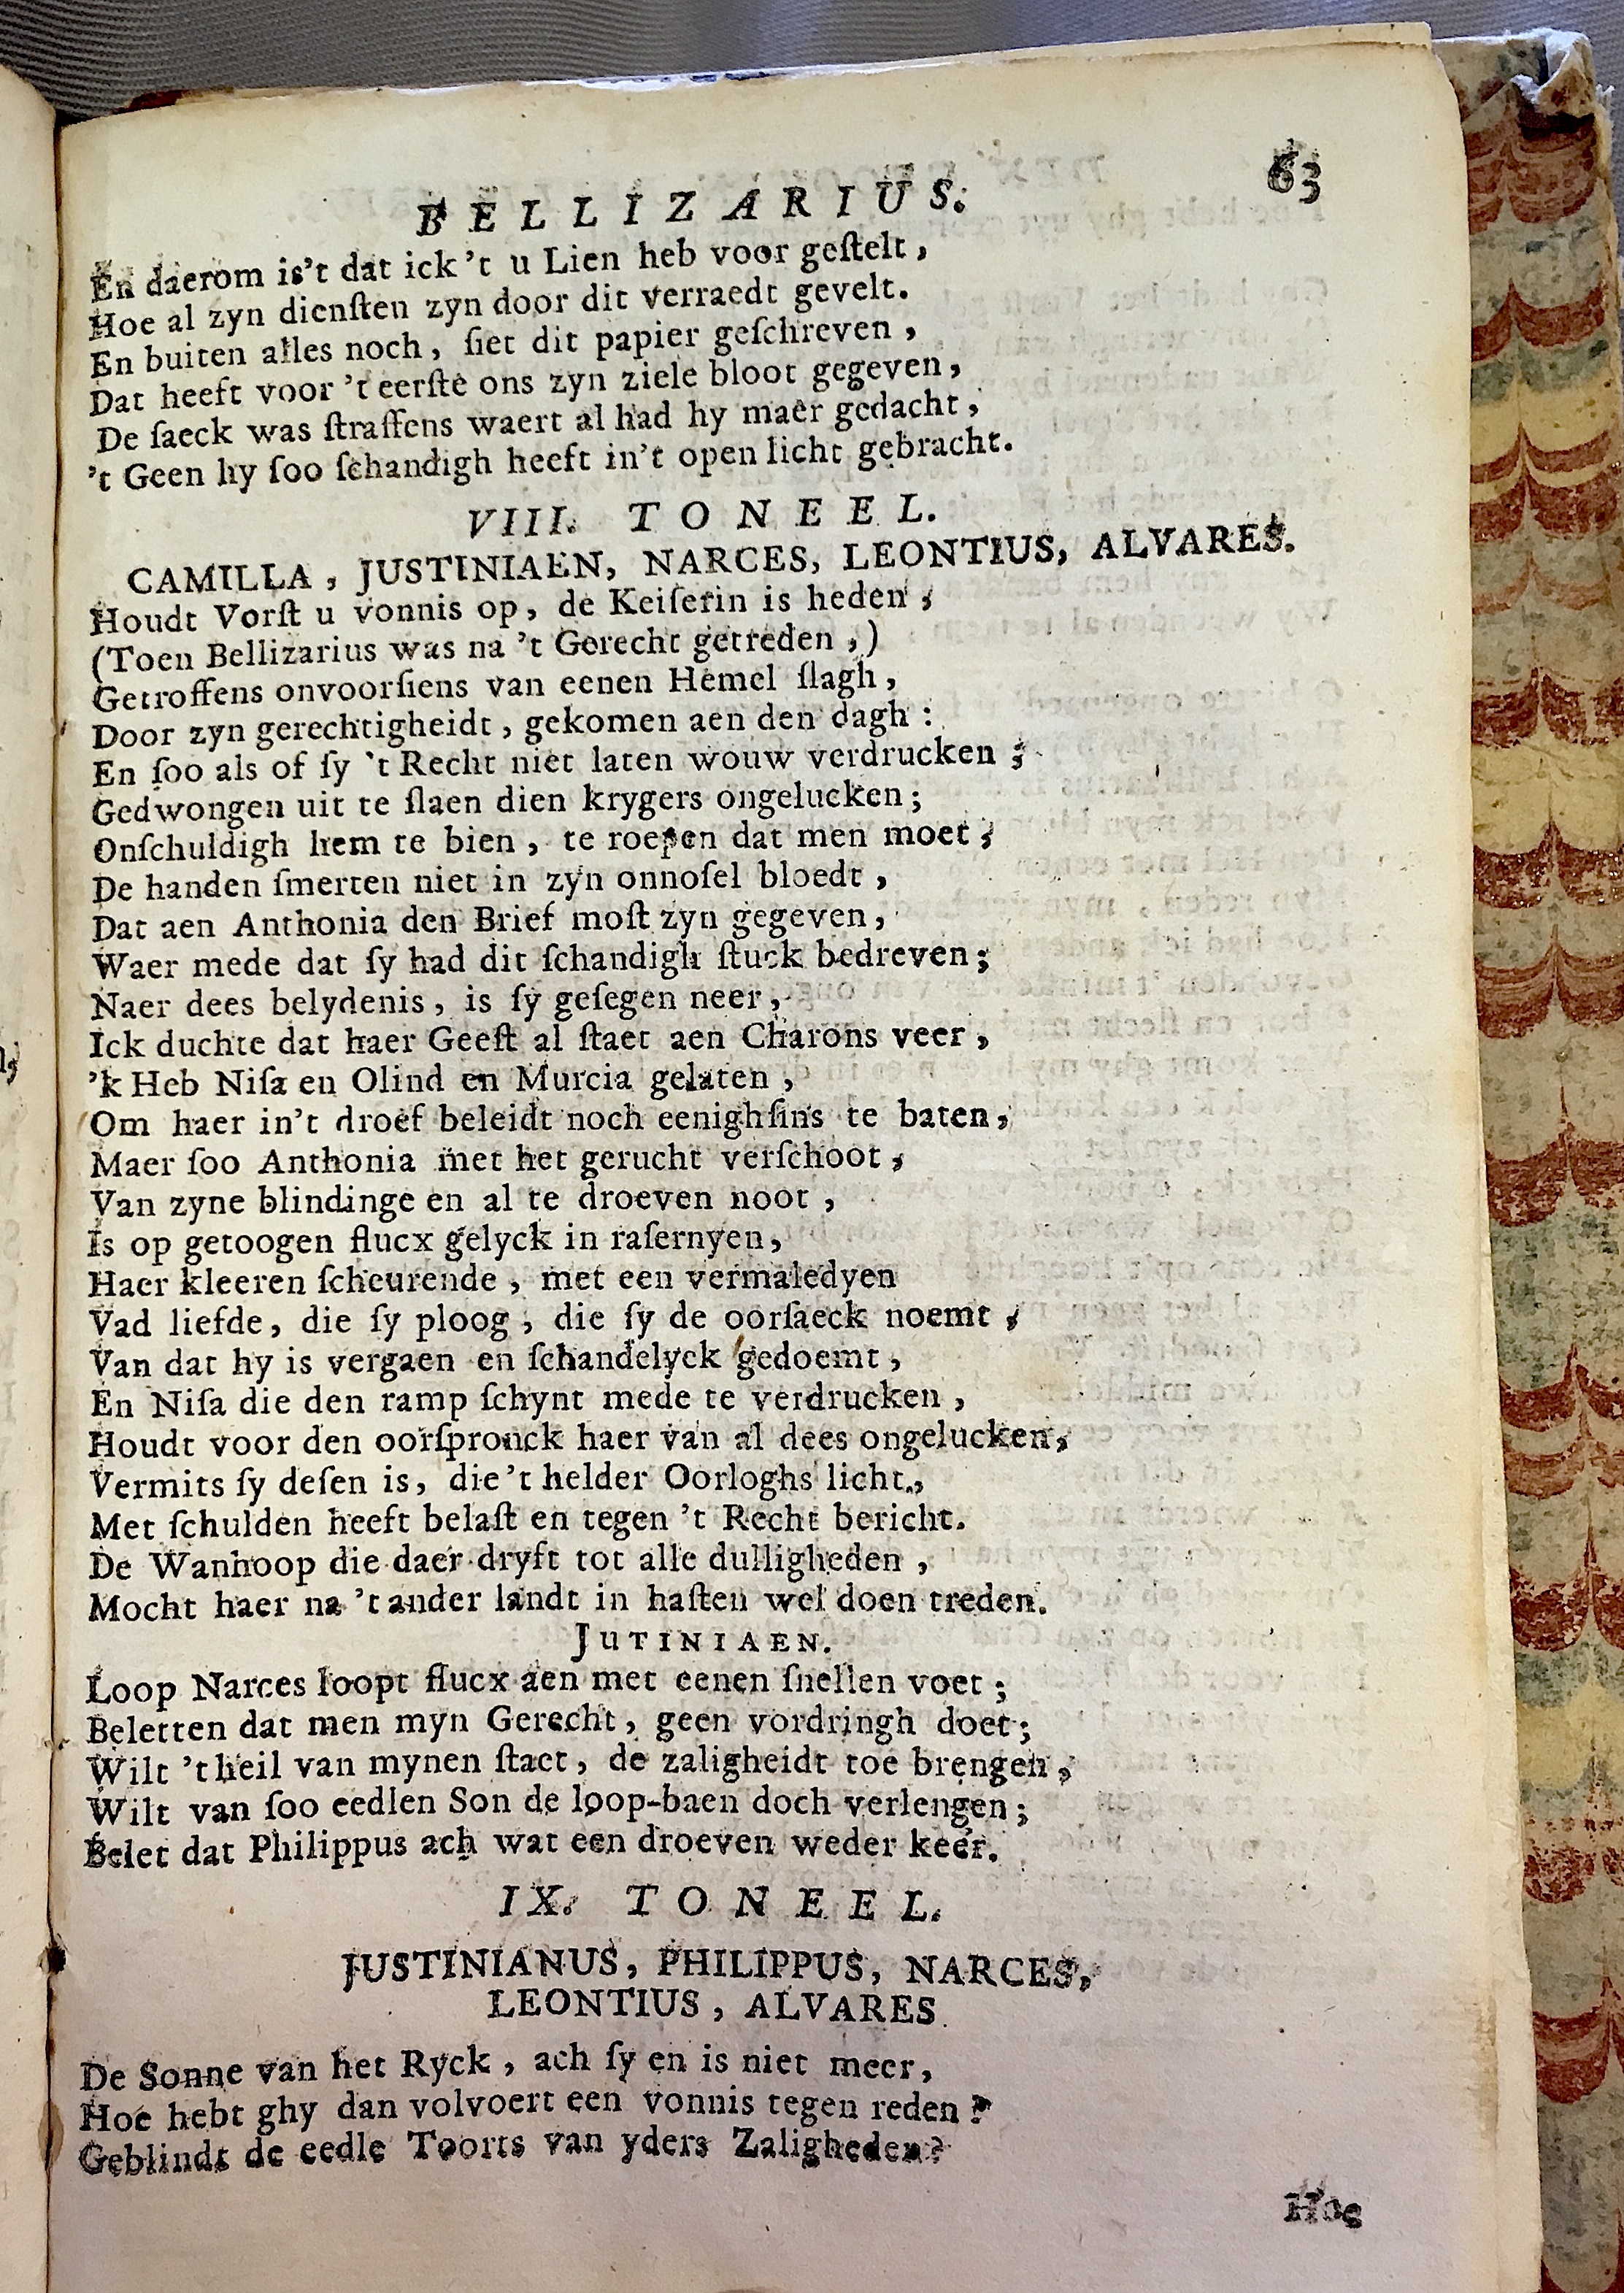 BELLIZARIUS. 63
En daerom is't dat ick 't u Lien heb voor geſtelt,
Hoe al zyn dienſten zyn door dit verraedt gevelt.
En buiten alles noch, ſiet dit papier geſchreven,
Dat heeft voor 't eerſte ons zyn ziele bloot gegeven,
De ſaeck was ſtraffens waert al had hy maer gedacht,
't Geen hy ſoo ſchandigh heeft in't open licht gebracht.
VIII. TONEEL.
CAMILLA, JUSTINIAEN, NARCES, LEONTIUS, ALVARES.
Houdt Vorſt u vonnis op, de Keiſerin is heden,
(Toen Bellizarius was na 't Gerecht getreden,)
Getroffens onvoorſiens van eenen Hemel ſlagh,
Door zyn gerechtigheidt, gekomen aen den dagh:
En ſoo als of ſy 't Recht niet laten wouw verdrucken;
Gedwongen uit te ſlaen dien krygers ongelucken;
Onſchuldigh hem te bien, te roepen dat men moet,
De handen ſmerten niet in zyn onnoſel bloedt,
Dat aen Anthonia den Brief moſt zyn gegeven,
Waer mede dat ſy had dit ſchandigh ſtuck bedreven;
Naer dees belydenis, is ſy geſegen neer,
Ick duchte dat haer Geeſt al ſtaet aen Charons veer,
'k Heb Niſa en Olind en Murcia gelaten,
Om haer in't droef beleidt noch eenighſins te baten,
Maer ſoo Anthonia met het gerucht verſchoot,
Van zyne blindinge en al te droeven noot,
Is op getoogen flucx gelyck in raſernyen,
Haer kleeren ſcheurende, met een vermaledyen
Vad liefde, die ſy ploog, die ſy de oorſaeck noemt,
Van dat hy is vergaen en ſchandelyck gedoemt,
En Niſa die den ramp ſchynt mede te verdrucken,
Houdt voor den oorſpronck haer van al dees ongelucken,
Vermits ſy deſen is, die 't helder Oorloghs licht,
Met ſchulden heeft belaſt en tegen 't Recht bericht.
De Wanhoop die daer dryft tot alle dulligheden,
Mocht haer na 't ander landt in haſten wel doen treden.
JUTINIAEN.
Loop Narces loopt flucx aen met eenen ſnellen voet;
Beletten dat men myn Gerecht, geen vordringh doet;
Wilt 't heil van mynen ſtaet, de zaligheidt toe brengen,
Wilt van ſoo eedlen Son de loop-baen doch verlengen;
Belet dat Philippus ach wat een droeven weder keer.
IX. TONEEL.
JUSTINIANUS, PHILIPPUS, NARCES,
LEONTIUS, ALVARES
De Sonne van het Ryck, ach ſy en is niet meer,
Hoe hebt ghy dan volvoert een vonnis tegen reden?
Geblindt de eedle Toorts van yders Zaligheden?
Hoe